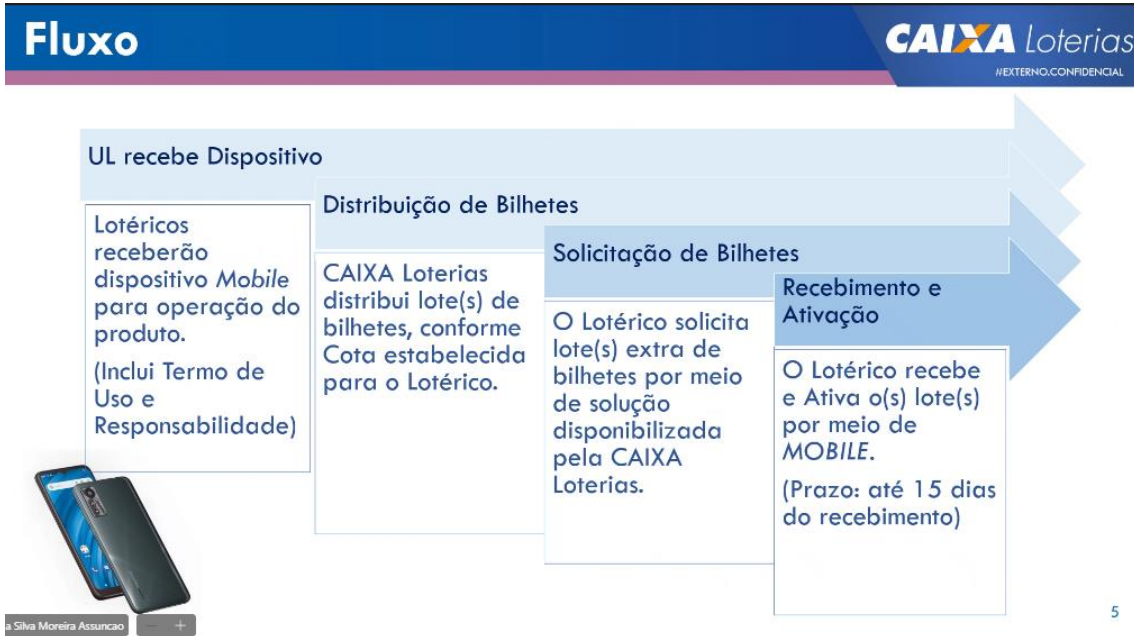 Fluxo
CAIXA Loterias
//EXTERNO.CONFIDENCIAL
UL recebe Dispositivo
Lotéricos
receberão
dispositivo Mobile
para operação do
produto.
(Inclui Termo de
Uso e
Responsabilidade)
Distribuição de Bilhetes
CAIXA Loterias
distribui lote(s) de
bilhetes, conforme
Cota estabelecida
para o Lotérico.
Solicitação de Bilhetes
O Lotérico solicita
lote(s) extra de
bilhetes por meio
de solução
disponibilizada
pela CAIXA
Loterias.
Recebimento e
Ativação
O Lotérico recebe
e Ativa o(s) lote(s)
por meio de
MOBILE.
(Prazo: até 15 dias
do recebimento)
a Silva Moreira Assuncao
5